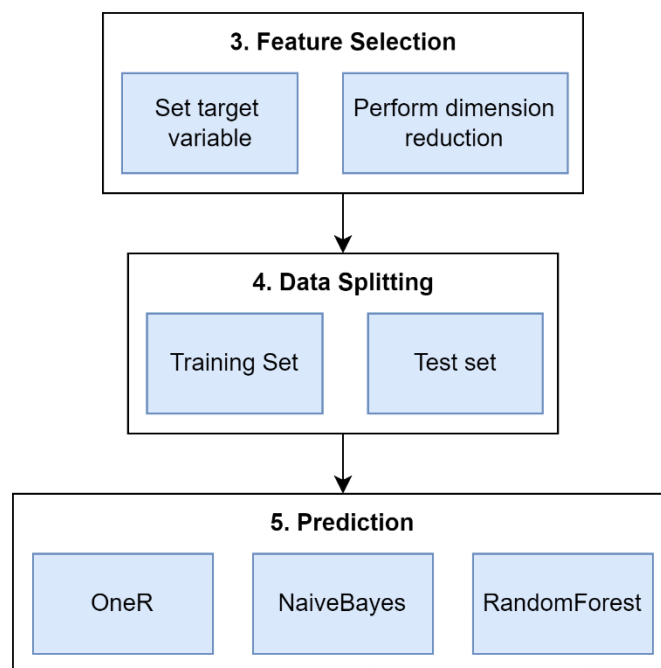 3. Feature Selection
Set target
variable
Perform dimension
reduction
4. Data Splitting
Training Set
Test set
5. Prediction
OneR
NaiveBayes
RandomForest